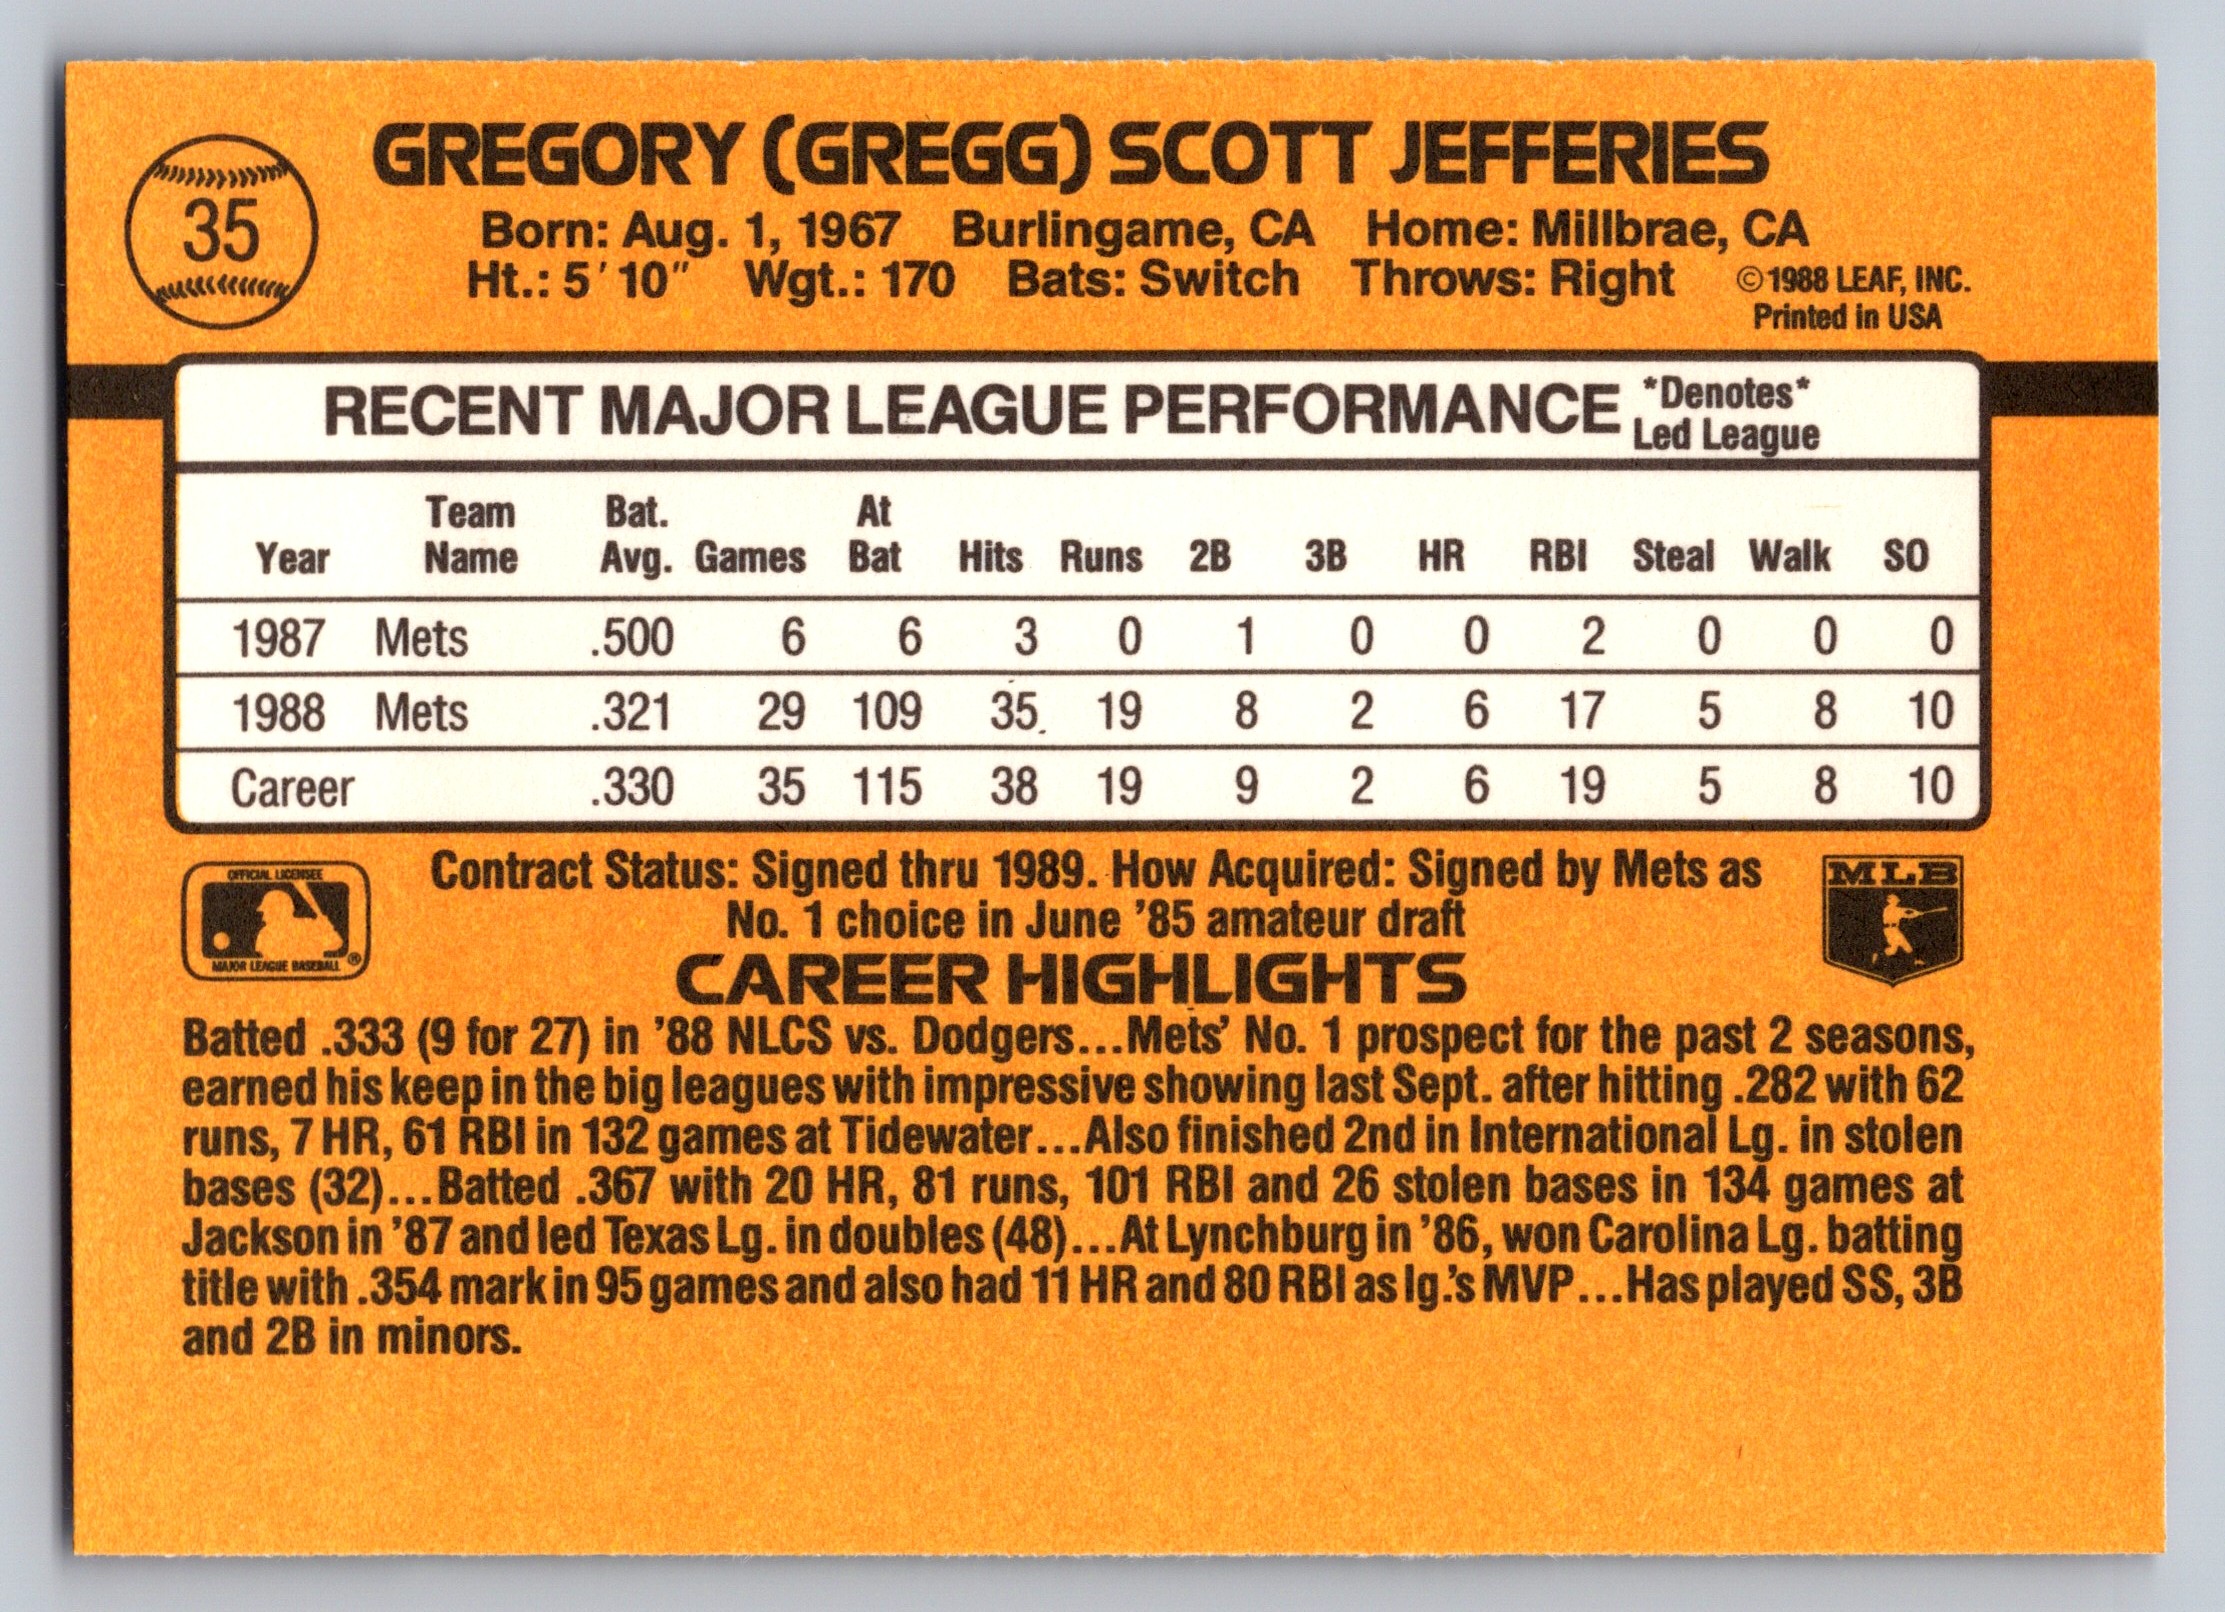 35
GREGORY (GREGG) SCOTT JEFFERIES
Born: Aug. 1, 1967 Burlingame, CA Home: Millbrae, CA
Ht.: 5'10" Wgt.: 170 Bats: Switch Throws: Right ©1988 LEAF, INC.
Printed in USA
RECENT MAJOR LEAGUE PERFORMANCE *Denotes*
Led League
Team Bat. At
Year Name Avg. Games Bat Hits Runs 2B 3B HR RBI Steal Walk SO
1987 Mets .500 6 6 3 0 1 0 0 2 0 0 0
1988 Mets .321 29 109 35 19 8 2 6 17 5 8 10
Career .330 35 115 38 19 9 2 6 19 5 8 10
OFFICIAL LICENSEE
MAJOR LEAGUE BASEBALL ®
Contract Status: Signed thru 1989. How Acquired: Signed by Mets as
No. 1 choice in June '85 amateur draft
MLB
CAREER HIGHLIGHTS
Batted .333 (9 for 27) in '88 NLCS vs. Dodgers...Mets' No. 1 prospect for the past 2 seasons,
earned his keep in the big leagues with impressive showing last Sept. after hitting .282 with 62
runs, 7 HR, 61 RBI in 132 games at Tidewater...Also finished 2nd in International Lg. in stolen
bases (32)...Batted .367 with 20 HR, 81 runs, 101 RBI and 26 stolen bases in 134 games at
Jackson in '87 and led Texas Lg. in doubles (48)...At Lynchburg in '86, won Carolina Lg. batting
title with .354 mark in 95 games and also had 11 HR and 80 RBI as lg.'s MVP...Has played SS, 3B
and 2B in minors.